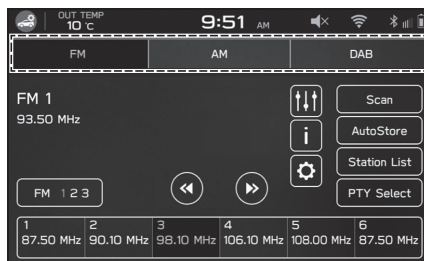 OUT TEMP
10 °C
9:51 AM
FM AM DAB
FM 1
93.50 MHz
Scan
AutoStore
Station List
PTY Select
FM 1 2 3
1 2 3 4 5 6
87.50 MHz 90.10 MHz 98.10 MHz 106.10 MHz 108.00 MHz 87.50 MHz